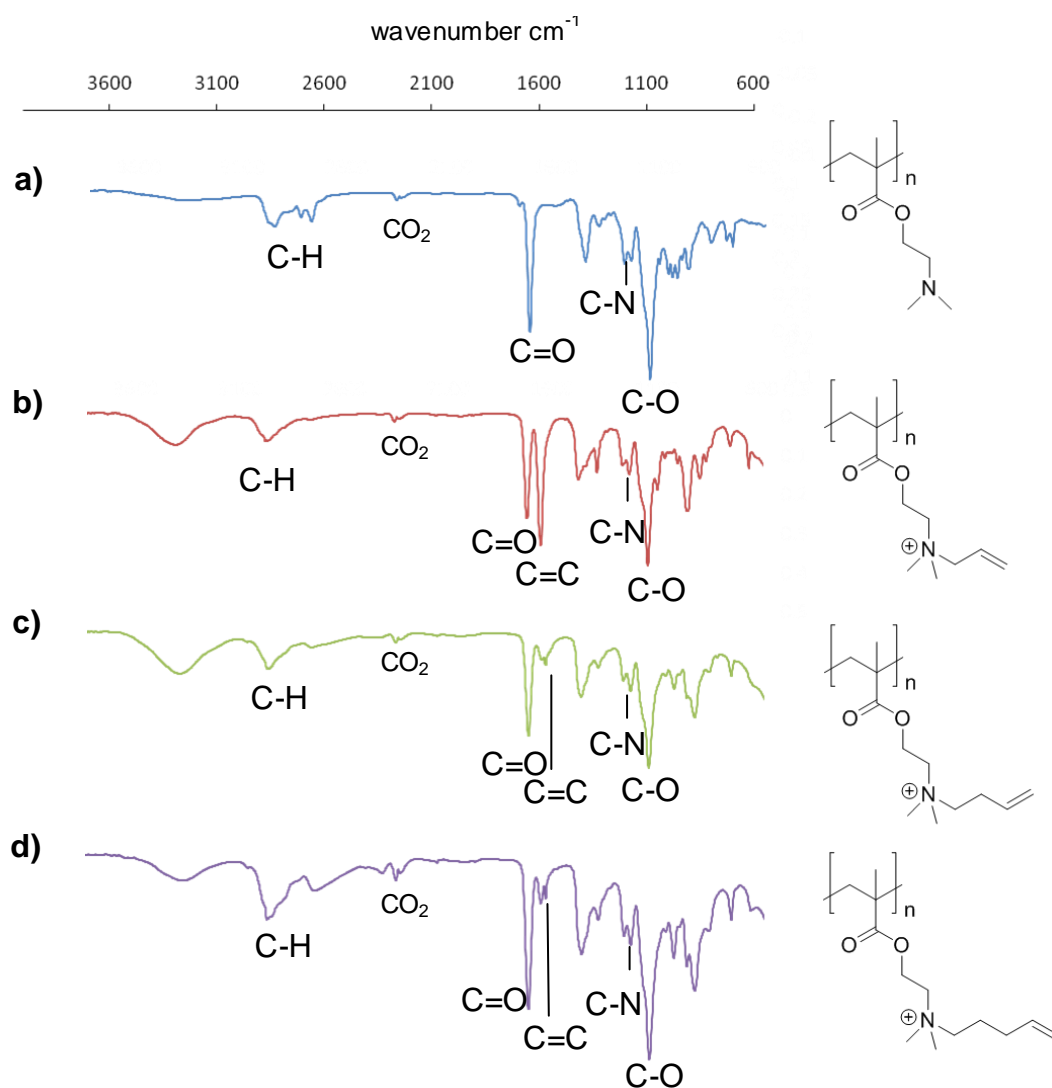 wavenumber cm-1
3600 3100 2600 2100 1600 1100 600
a)
C-H
CO2
C=O
C-N
C-O
n
O
O
N
b)
C-H
CO2
C=O
C=C
C-N
C-O
n
O
O
N
+
c)
C-H
CO2
C=O
C=C
C-N
C-O
n
O
O
N
+
d)
C-H
CO2
C=O
C=C
C-N
C-O
n
O
O
N
+